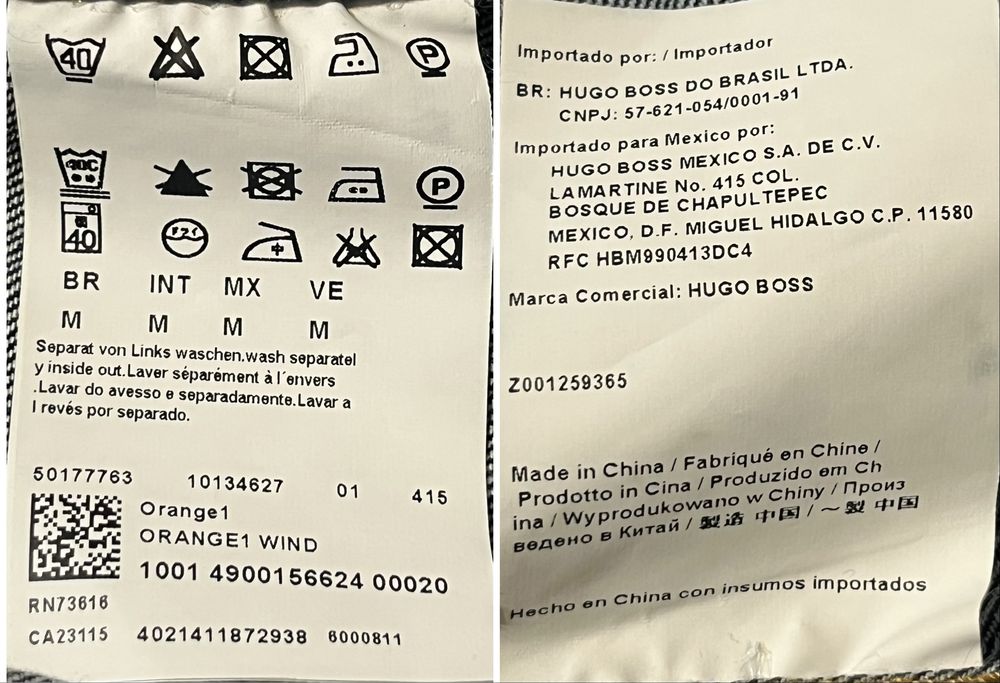 40 P
40C P
40 ドライ 中
BR INT MX VE
M M M M
Separat von Links waschen.wash separatel
y inside out.Laver séparément à l´envers
.Lavar do avesso e separadamente.Lavar a
l revés por separado.
50177763 10134627 01 415
Orange1
ORANGE1 WIND
1001 4900156624 00020
RN73616
CA23115 4021411872938 6000811
Importado por: / Importador
BR: HUGO BOSS DO BRASIL LTDA.
CNPJ: 57-621-054/0001-91
Importado para Mexico por:
HUGO BOSS MEXICO S.A. DE C.V.
LAMARTINE No. 415 COL.
BOSQUE DE CHAPULTEPEC
MEXICO, D.F. MIGUEL HIDALGO C.P. 11580
RFC HBM990413DC4
Marca Comercial: HUGO BOSS
Z001259365
Made in China / Fabriqué en Chine /
Prodotto in Cina / Produzido em Ch
ina / Wyprodukowano w Chiny / Произ
ведено в Китай / 製造 中国 / ~製 中国
Hecho en China con insumos importados